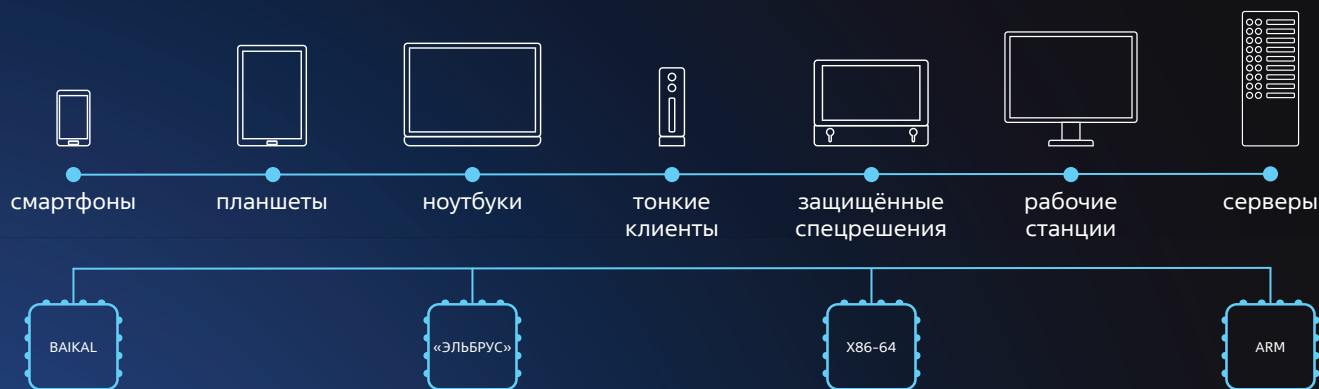 смартфоны
планшеты
ноутбуки
тонкие
клиенты
защищённые
спецрешения
рабочие
станции
серверы
BAIKAL
«ЭЛЬБРУС»
X86-64
ARM